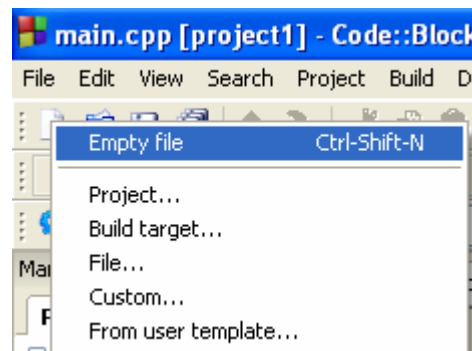 main.cpp [project1] - Code::Block
File Edit View Search Project Build D
Empty file Ctrl-Shift-N
Project...
Build target...
File...
Custom...
From user template...